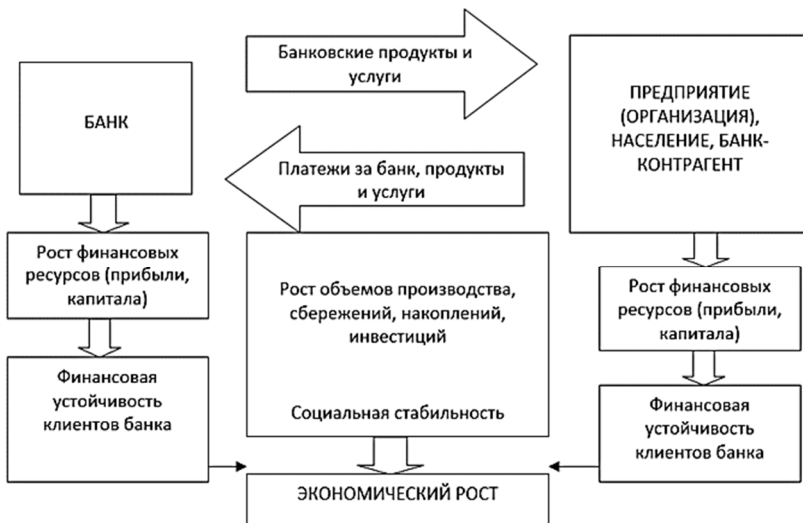 Банковские продукты и
услуги
БАНК
ПРЕДПРИЯТИЕ
(ОРГАНИЗАЦИЯ),
НАСЕЛЕНИЕ, БАНК-
КОНТРАГЕНТ
Платежи за банк, продукты
и услуги
Рост финансовых
ресурсов (прибыли,
капитала)
Рост объемов производства,
сбережений, накоплений,
инвестиций
Социальная стабильность
Рост финансовых
ресурсов (прибыли,
капитала)
Финансовая
устойчивость
клиентов банка
Финансовая
устойчивость
клиентов банка
ЭКОНОМИЧЕСКИЙ РОСТ